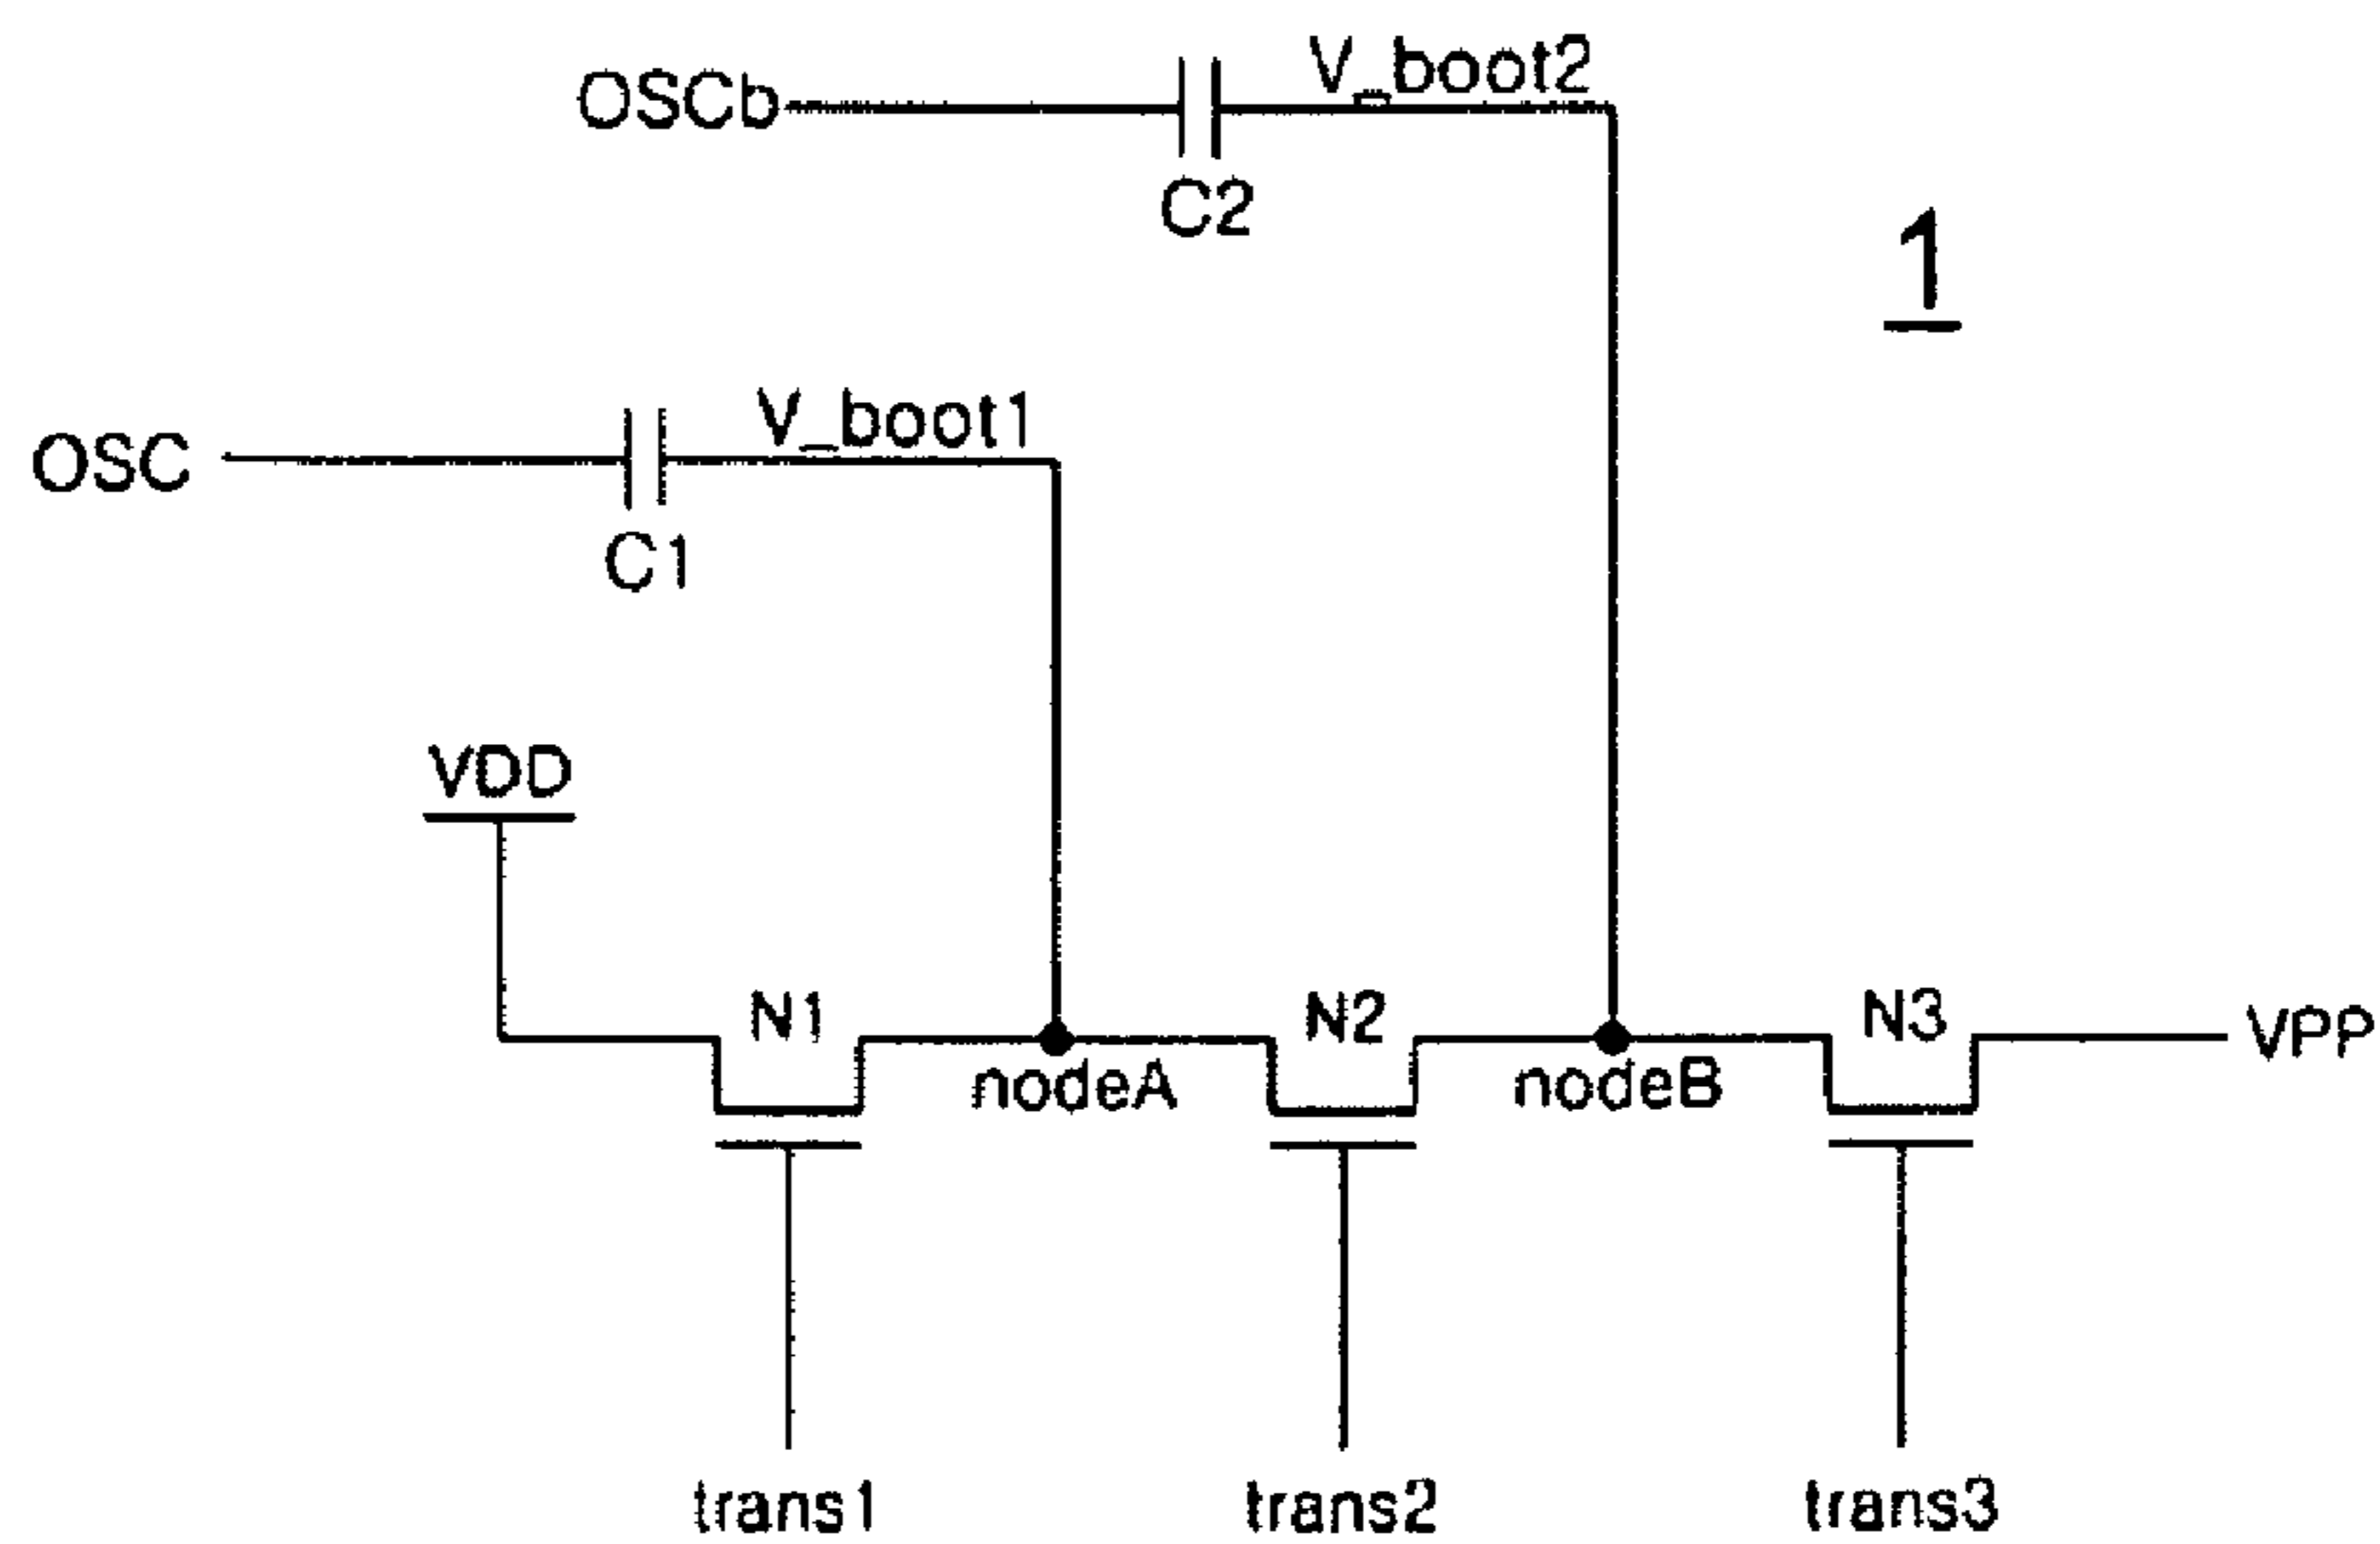 V_boot2
OSCb
C2
1
V_boot1
OSC
C1
VDD
N1
N2
N3
VPP
nodeA
nodeB
trans1
trans2
trans3